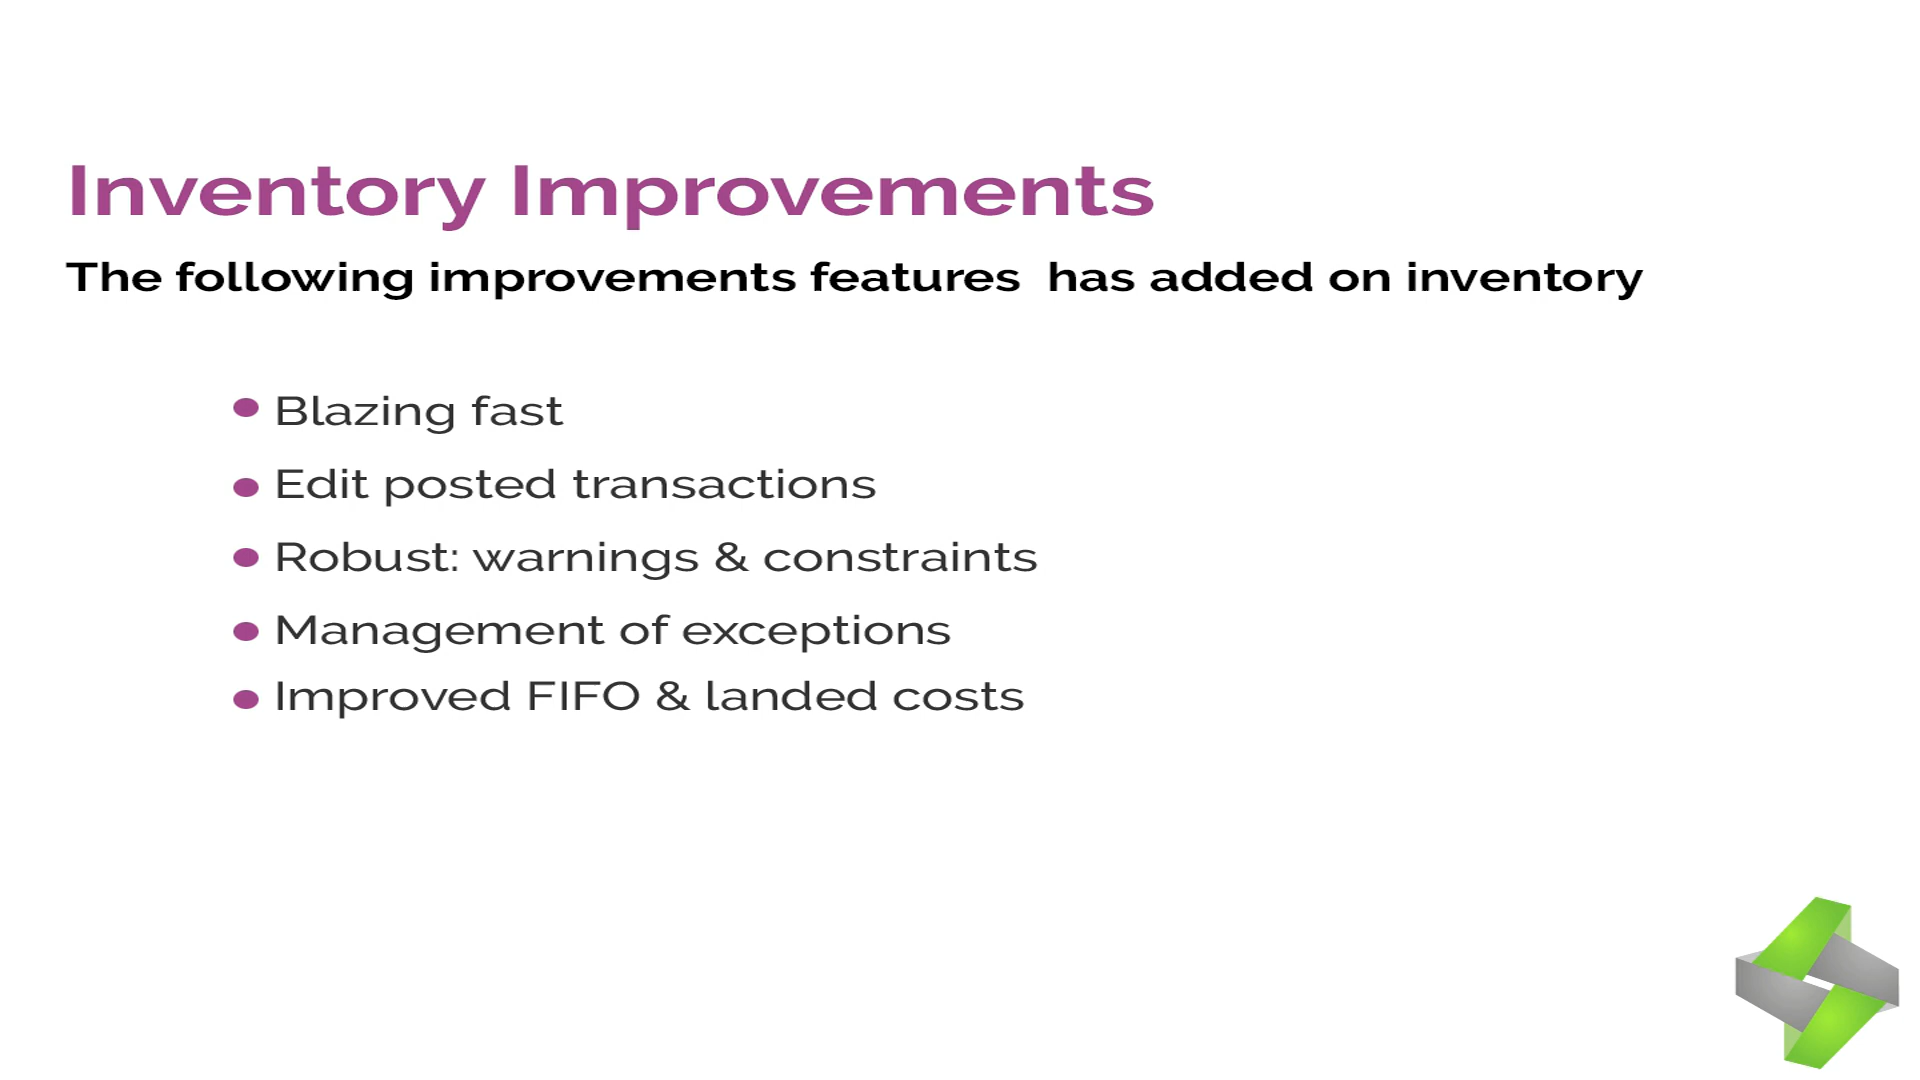 Inventory Improvements
The following improvements features  has added on inventory
Blazing fast
Edit posted transactions
Robust: warnings & constraints
Management of exceptions
Improved FIFO & landed costs